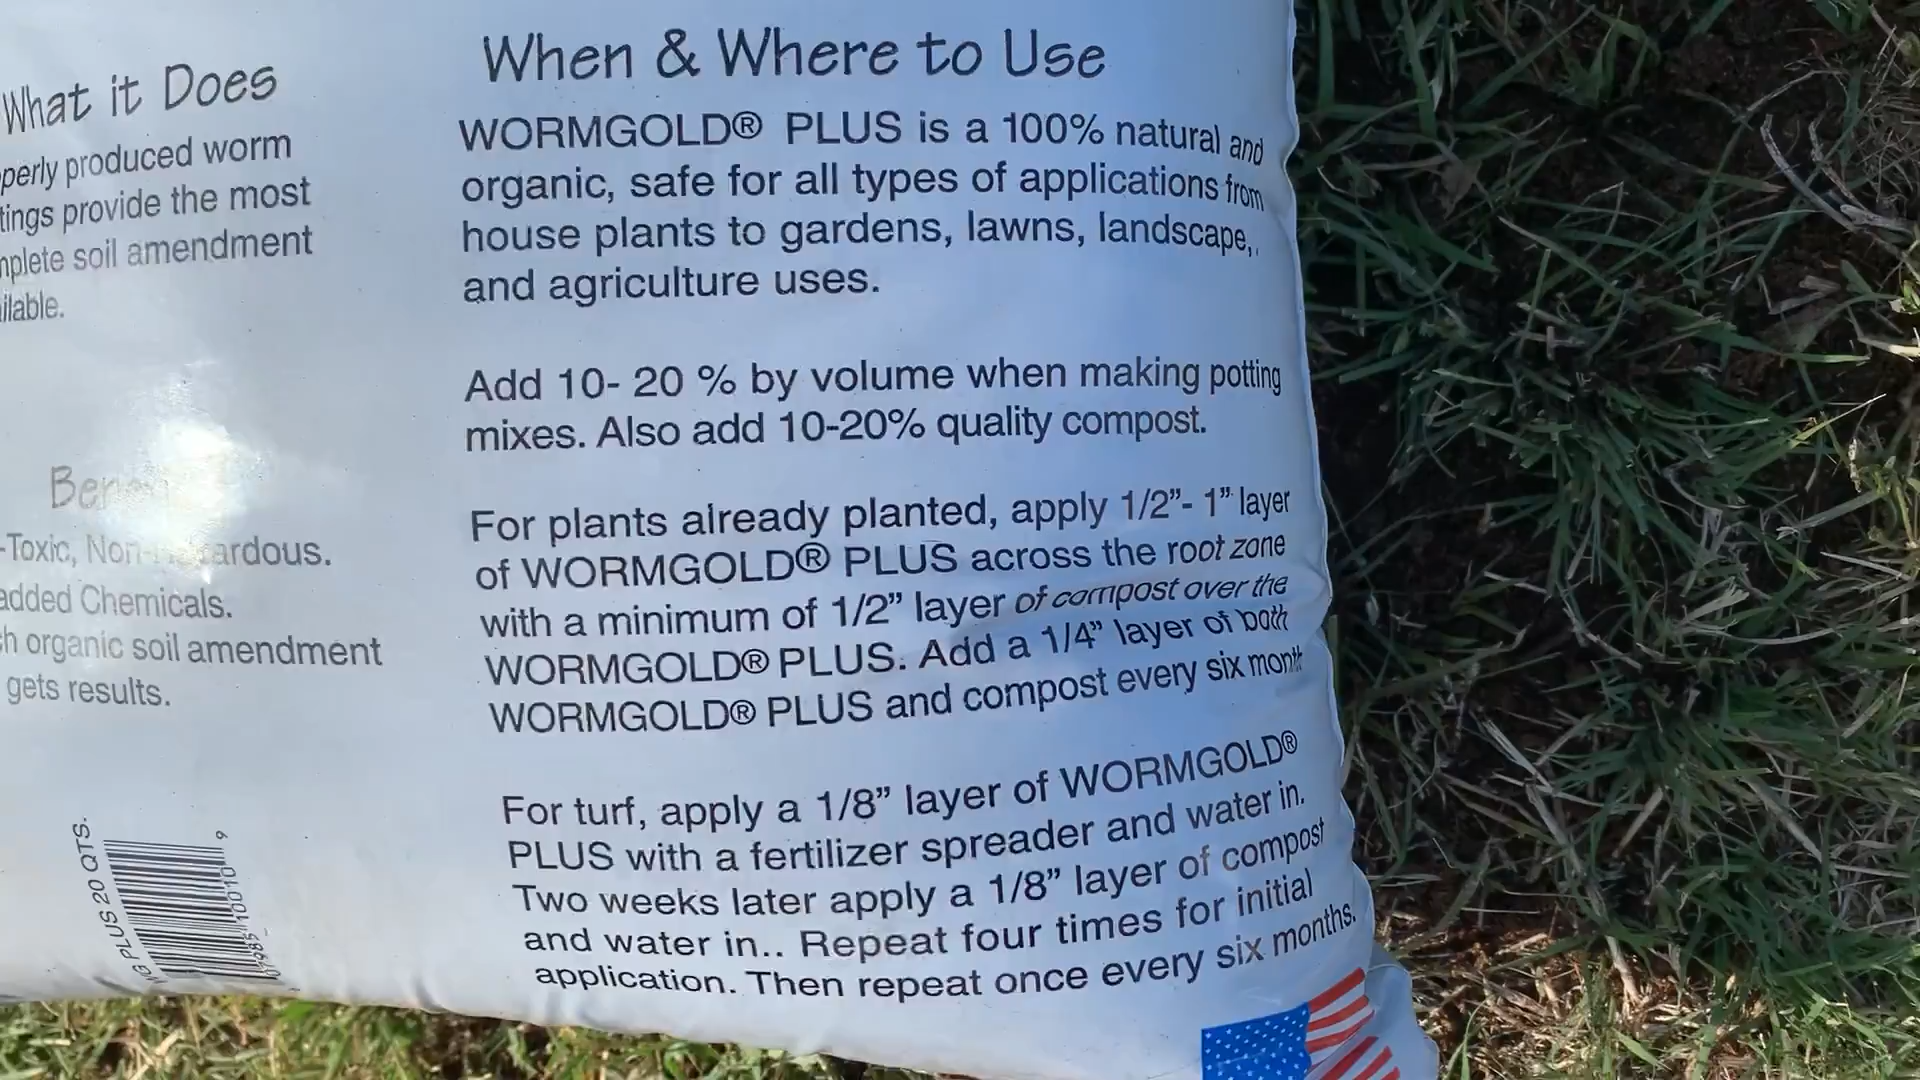 What it Does
perly produced worm
tings provide the most
mplete soil amendment
ilable.
-Toxic, Non-
added Chemicals.
ch organic soil amendment
gets results.
G PLUS 20 QTS.
When & Where to Use
WORMGOLD® PLUS is a 100% natural and
organic, safe for all types of applications from
house plants to gardens, lawns, landscape,
and agriculture uses.
Add 10- 20 % by volume when making potting
mixes. Also add 10-20% quality compost.
For plants already planted, apply 1/2”- 1” layer
of WORMGOLD® PLUS across the root zone
with a minimum of 1/2” layer of compost over the
WORMGOLD® PLUS. Add a 1/4” layer of both
WORMGOLD® PLUS and compost every six month
For turf, apply a 1/8” layer of WORMGOLD®
PLUS with a fertilizer spreader and water in.
Two weeks later apply a 1/8” layer of compost
and water in.. Repeat four times for initial
application. Then repeat once every six months.